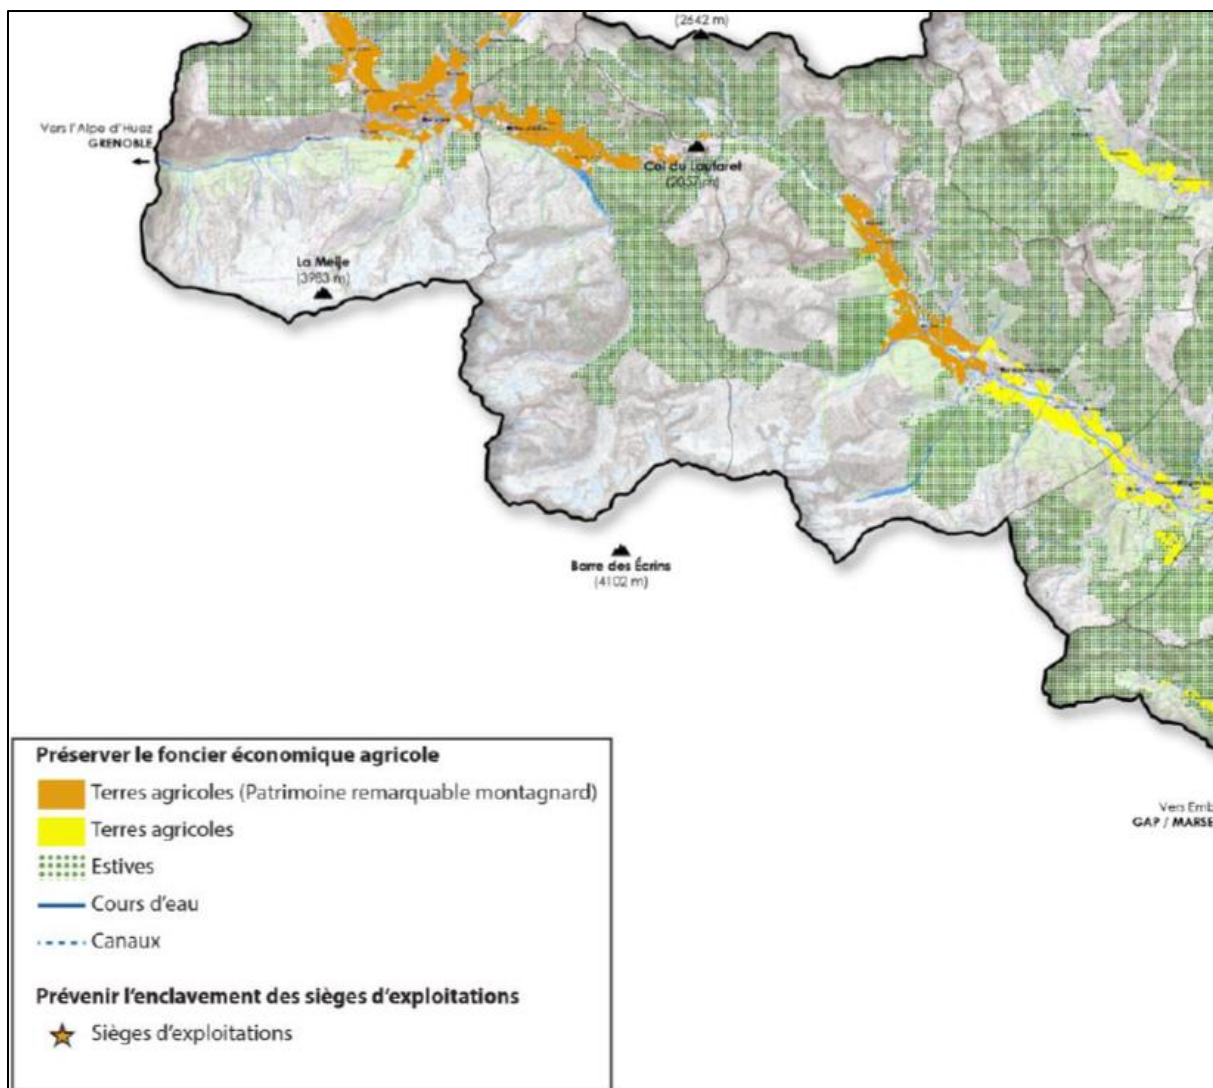 (2642 m)
Vers l'Alpe d'Huez
GRENOBLE
Col du Lautaret
(2057 m)
La Meije
(3983 m)
Barre des Écrins
(4102 m)
Vers Emb
GAP / MARSE
Préserver le foncier économique agricole
Terres agricoles (Patrimoine remarquable montagnard)
Terres agricoles
Estives
Cours d'eau
Canaux
Prévenir l'enclavement des sièges d'exploitations
Sièges d'exploitations